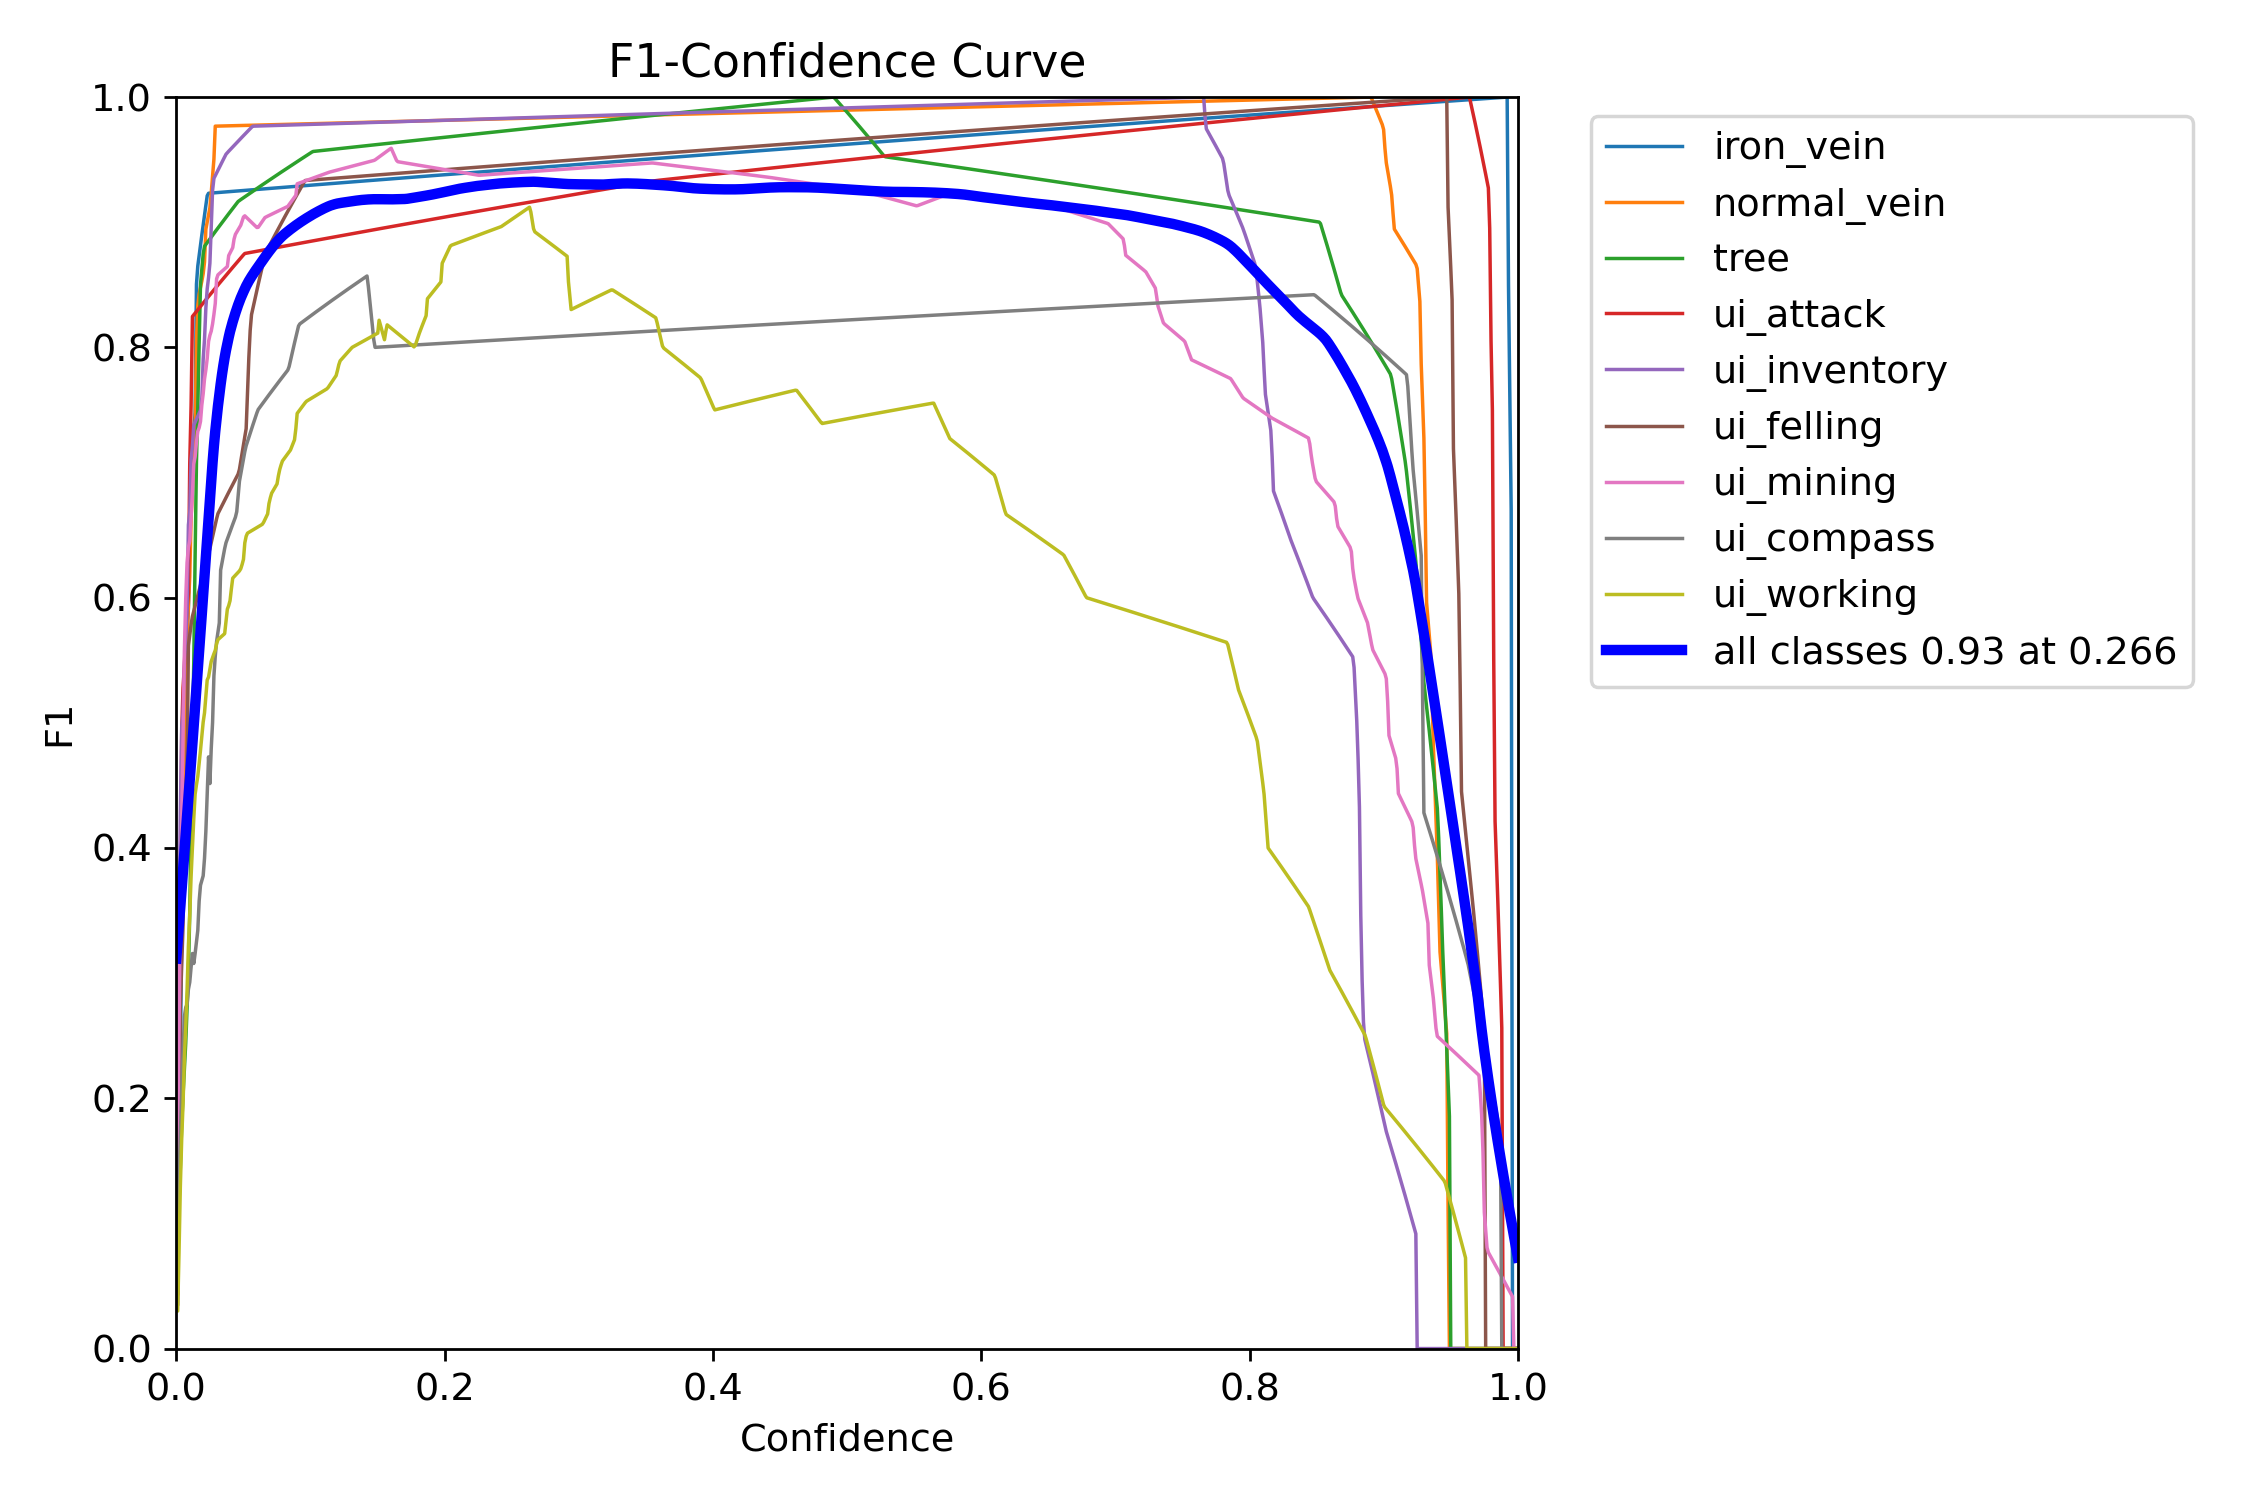 F1-Confidence Curve
1.0
0.8
0.6
0.4
0.2
0.0
F1
0.0 0.2 0.4 0.6 0.8 1.0
Confidence
iron_vein
normal_vein
tree
ui_attack
ui_inventory
ui_felling
ui_mining
ui_compass
ui_working
all classes 0.93 at 0.266